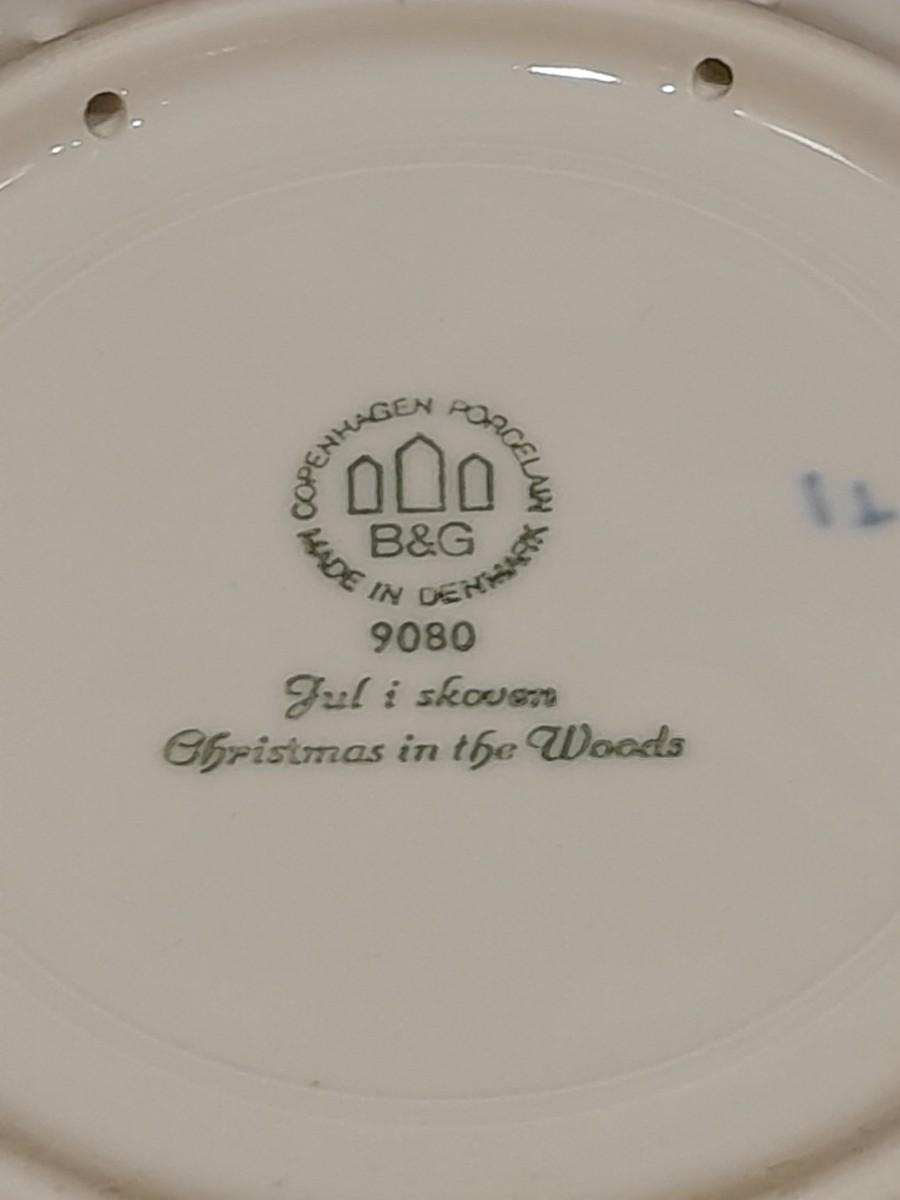 COPENHAGEN PORCELAIN
B&G
MADE IN DENMARK
9080
Jul i skoven
Christmas in the Woods